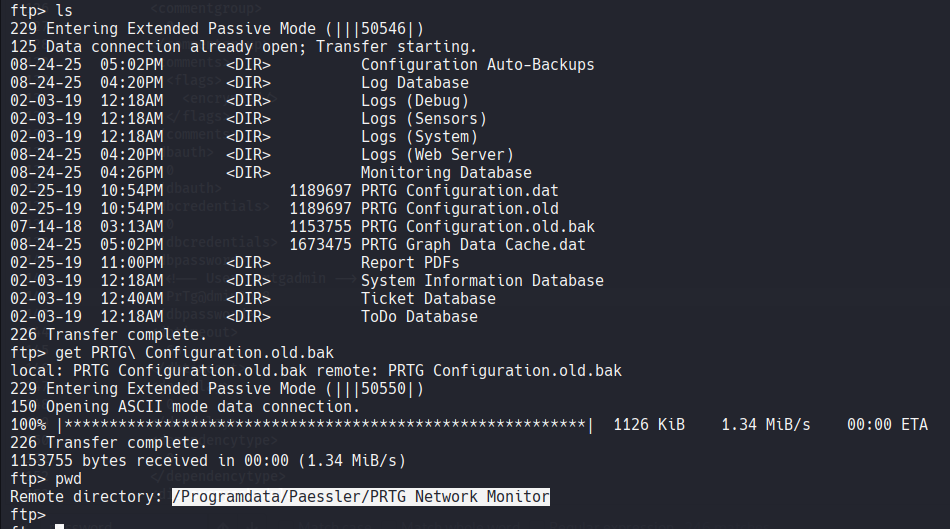 ftp> ls
229 Entering Extended Passive Mode (|||50546|)
125 Data connection already open; Transfer starting.
08-24-25  05:02PM       <DIR>          Configuration Auto-Backups
08-24-25  04:20PM       <DIR>          Log Database
02-03-19  12:18AM       <DIR>          Logs (Debug)
02-03-19  12:18AM       <DIR>          Logs (Sensors)
02-03-19  12:18AM       <DIR>          Logs (System)
08-24-25  04:20PM       <DIR>          Logs (Web Server)
08-24-25  04:26PM       <DIR>          Monitoring Database
02-25-19  10:54PM              1189697 PRTG Configuration.dat
02-25-19  10:54PM              1189697 PRTG Configuration.old
07-14-18  03:13AM              1153755 PRTG Configuration.old.bak
08-24-25  05:02PM              1673475 PRTG Graph Data Cache.dat
02-25-19  11:00PM       <DIR>          Report PDFs
02-03-19  12:18AM       <DIR>          System Information Database
02-03-19  12:40AM       <DIR>          Ticket Database
02-03-19  12:18AM       <DIR>          ToDo Database
226 Transfer complete.
ftp> get PRTG\ Configuration.old.bak
local: PRTG Configuration.old.bak remote: PRTG Configuration.old.bak
229 Entering Extended Passive Mode (|||50550|)
150 Opening ASCII mode data connection.
100% |**********************************************************|  1126 KiB    1.34 MiB/s    00:00 ETA
226 Transfer complete.
1153755 bytes received in 00:00 (1.34 MiB/s)
ftp> pwd
Remote directory: /Programdata/Paessler/PRTG Network Monitor
ftp>